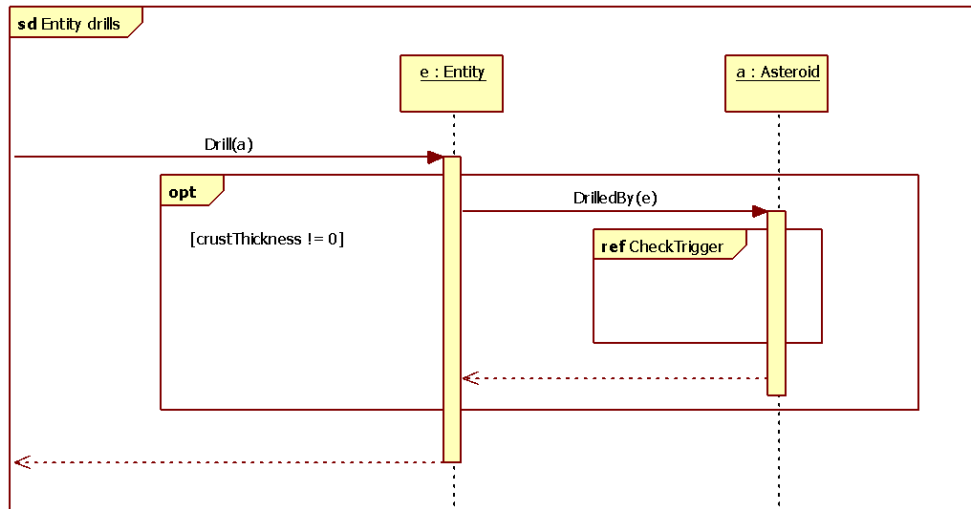 sd Entity drills
e : Entity
a : Asteroid
Drill(a)
opt
DrilledBy(e)
[crustThickness != 0]
ref CheckTrigger